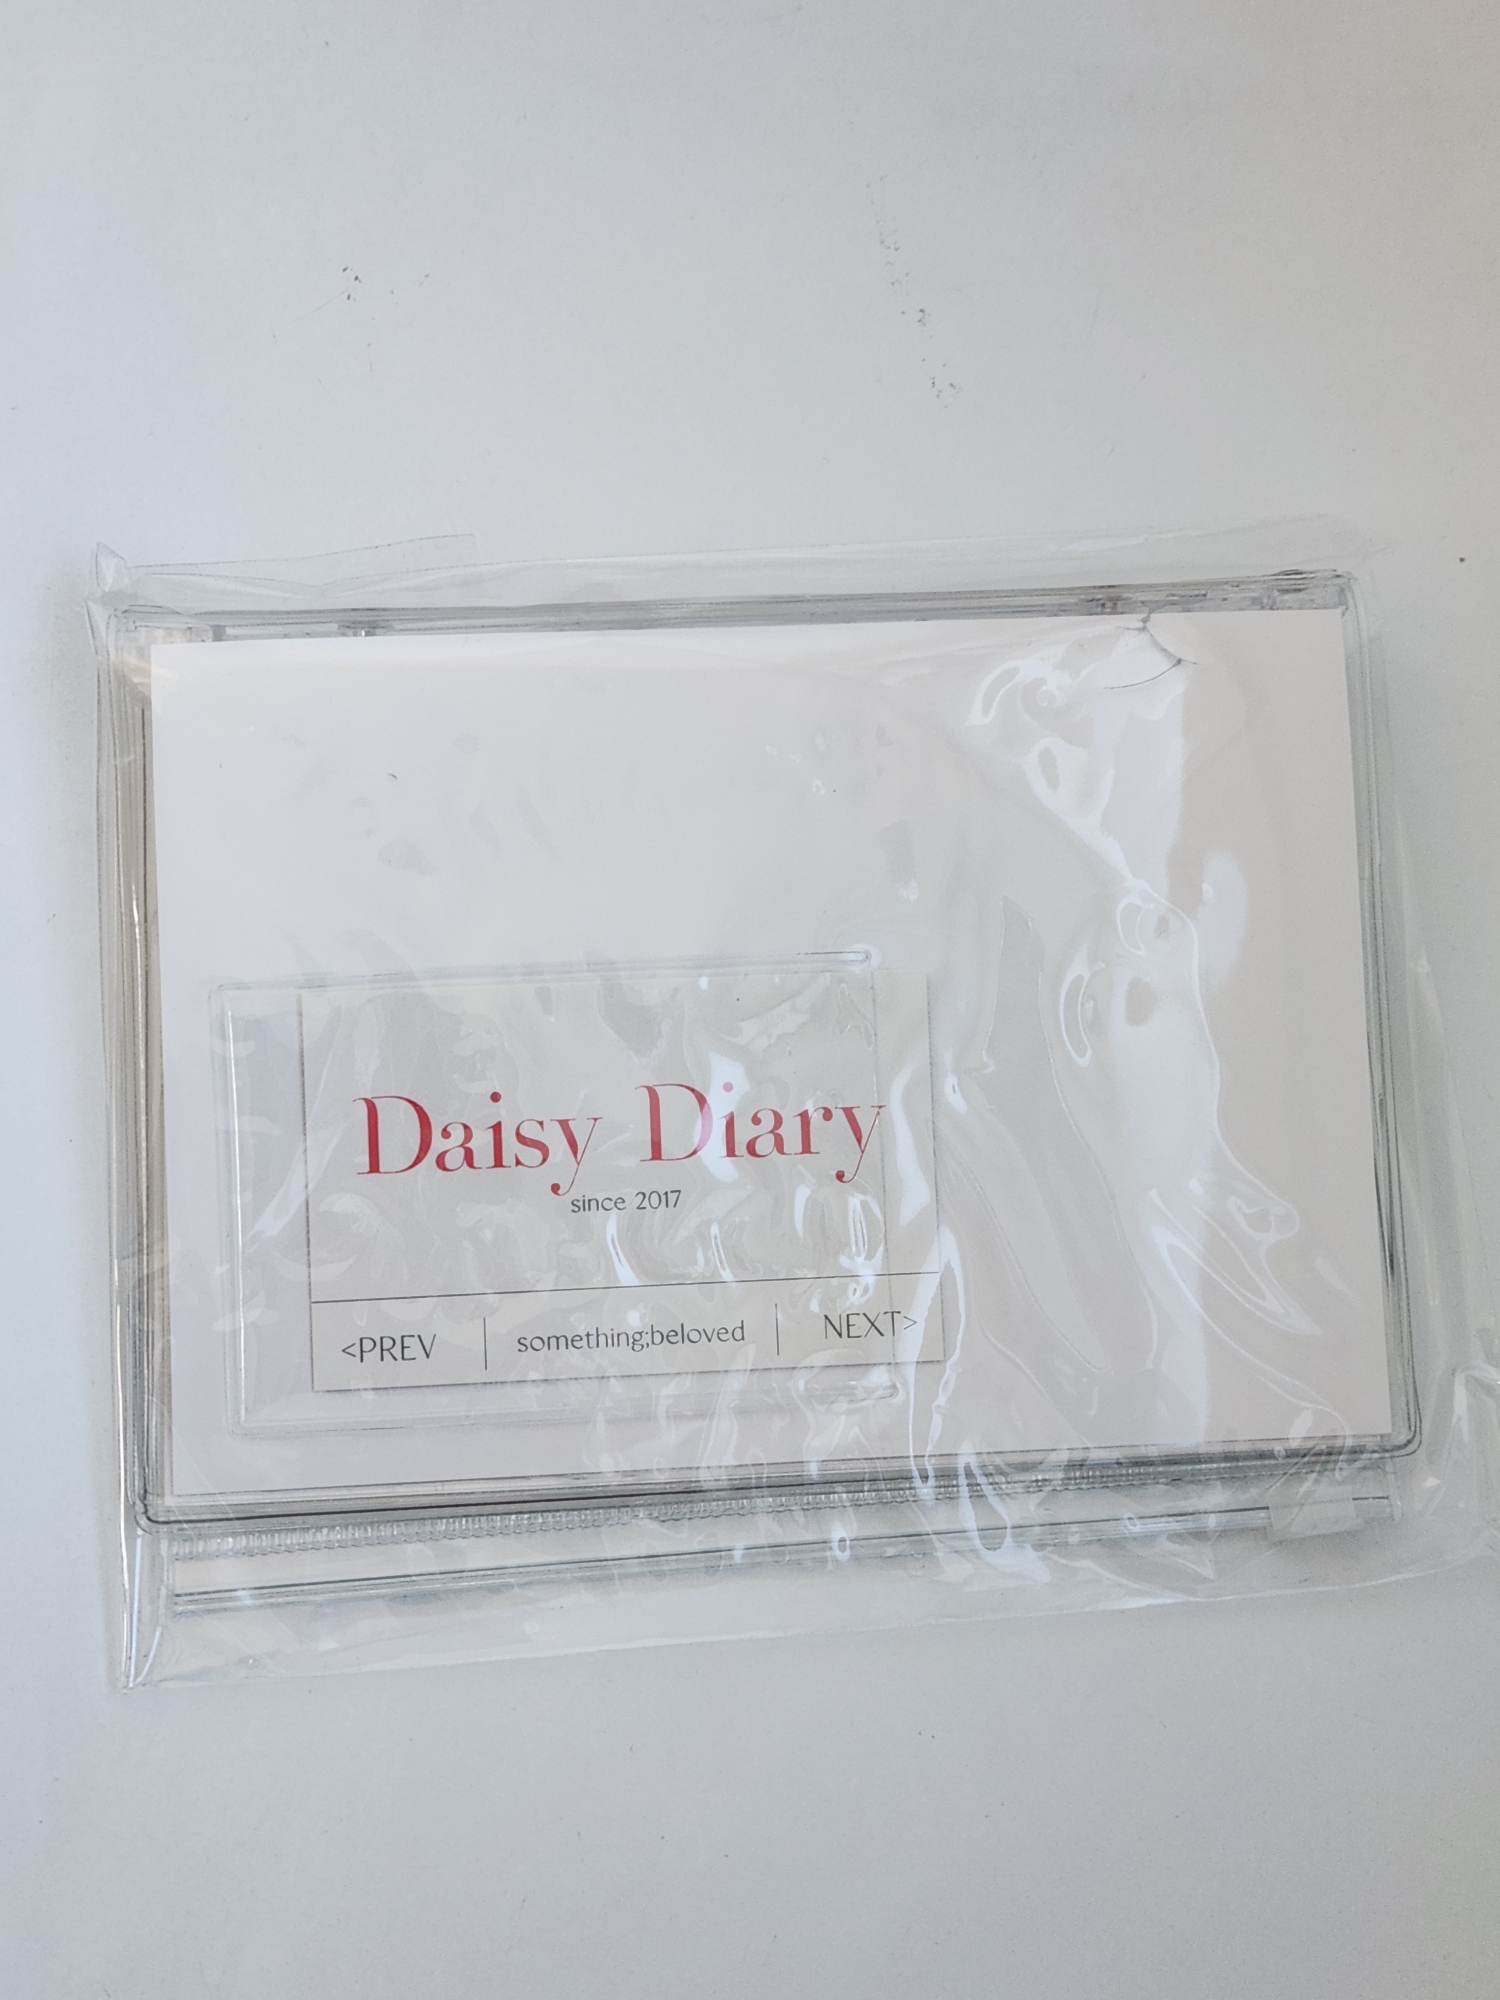 Daisy Diary
since 2017
<PREV | something;beloved | NEXT>